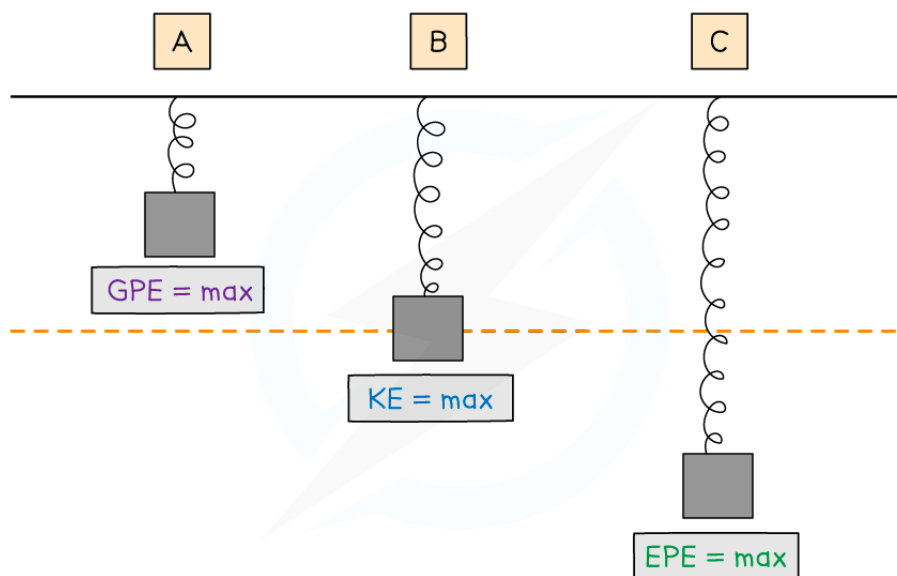 A
B
C
GPE = max
KE = max
EPE = max